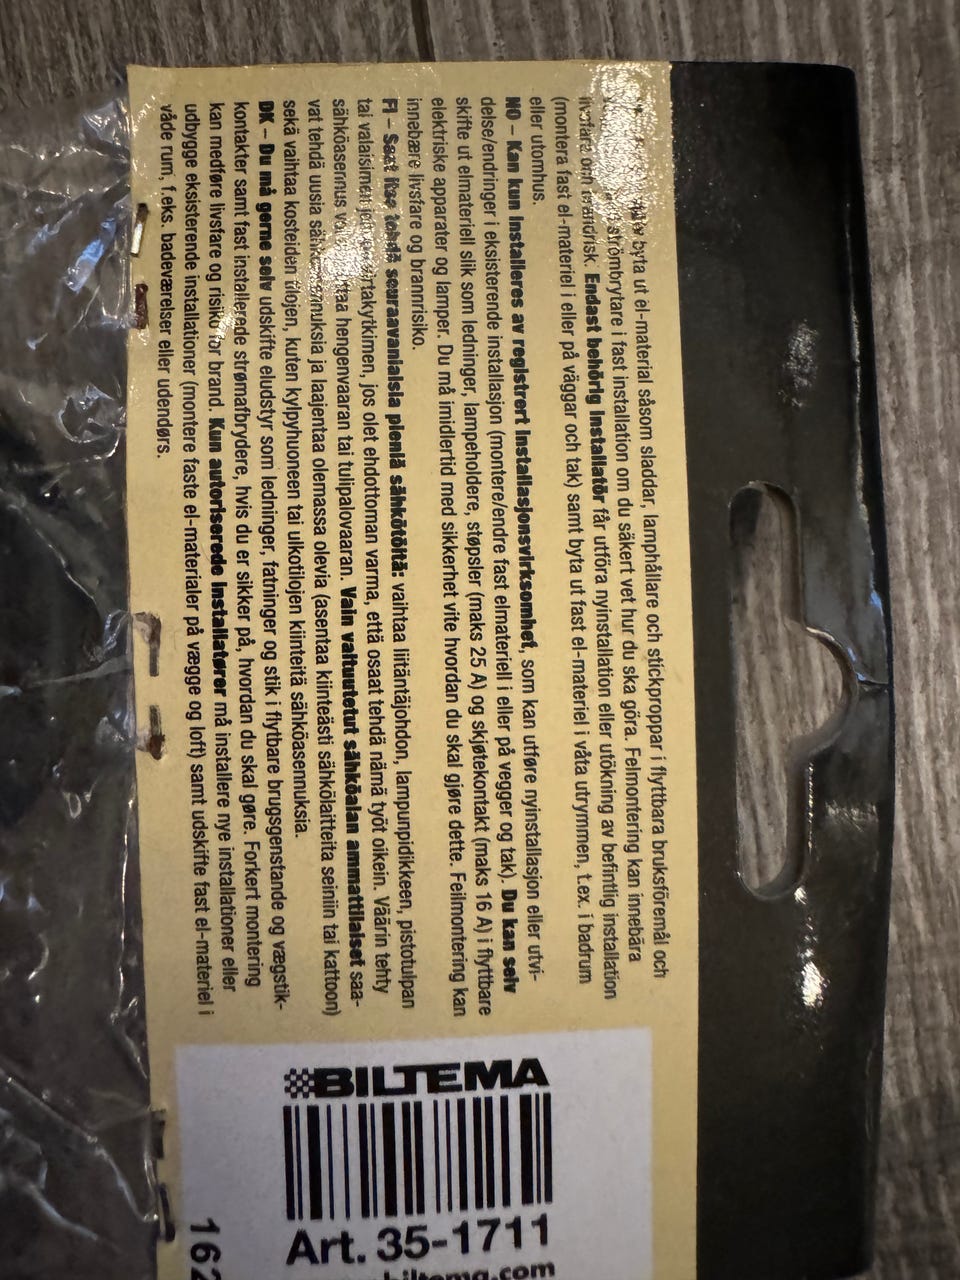 byta ut el-material såsom sladdar, lamphållare och stickproppar i flyttbara bruksföremål och
strömbrytare i fast installation om du säkert vet hur du ska göra. Felmontering kan innebära
livsfara och brandrisk. Endast behörig installatör får utföra nyinstallation eller utökning av befintlig installation
(montera fast el-materiel i eller på väggar och tak) samt byta ut fast el-materiel i våta utrymmen, t.ex. i badrum
eller utomhus.
NO – Kan kun installeres av registrert installasjonsvirksomhet, som kan utføre nyinstallasjon eller utvi-
delse/endringer i eksisterende installasjon (montere/endre fast elmateriell i eller på vegger og tak). Du kan selv
skifte ut elmateriell slik som ledninger, lampeholdere, støpsler (maks 25 A) og skjøtekontakt (maks 16 A) i flyttbare
elektriske apparater og lamper. Du må imidlertid med sikkerhet vite hvordan du skal gjøre dette. Feilmontering kan
innebære livsfare og brannrisiko.
FI – Saat itse tehdä seuraavanlaisia pieniä sähkötöitä: vaihtaa liitäntäjohdon, lampunpidikkeen, pistotulpan
tai valaisimen jos olet ehdottoman varma, että osaat tehdä nämä työt oikein. Väärin tehty
sähköasennus hengenvaaran tai tulipalovaaran. Vain valtuutetut sähköalan ammattilaiset saa-
vat tehdä uusia sähköasennuksia ja laajentaa olemassa olevia (asentaa kiinteästi sähkölaitteita seiniin tai kattoon)
sekä vaihtaa kosteiden tilojen, kuten kylpyhuoneen tai ulkotilojen kiinteitä sähköasennuksia.
DK – Du må gerne selv udskifte eludstyr som ledninger, fatninger og stik i flytbare brugsgenstande og vægstik-
kontakter samt fast installerede strømafbrydere, hvis du er sikker på, hvordan du skal gøre. Forkert montering
kan medføre livsfare og risiko for brand. Kun autoriserede installatører må installere nye installationer eller
udbygge eksisterende installationer (montere faste el-materialer på vægge og loft) samt udskifte fast el-materiel i
våde rum, f.eks. badeværelser eller udendørs.
BILTEMA
Art. 35-1711